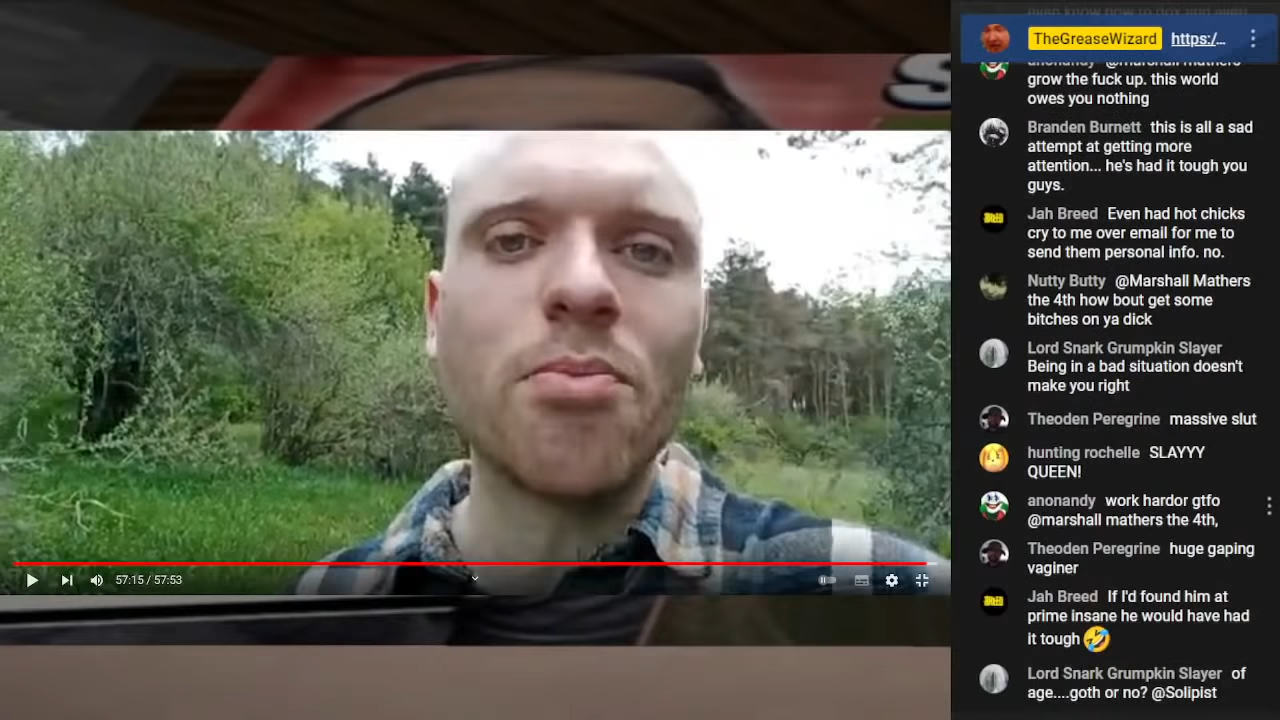 S
TheGreaseWizard https:/...
anonandy @marshall mathers
grow the fuck up. this world
owes you nothing
Branden Burnett this is all a sad
attempt at getting more
attention... he's had it tough you
guys.
Jah Breed Even had hot chicks
cry to me over email for me to
send them personal info. no.
Nutty Butty @Marshall Mathers
the 4th how bout get some
bitches on ya dick
Lord Snark Grumpkin Slayer
Being in a bad situation doesn't
make you right
Theoden Peregrine massive slut
hunting rochelle SLAYYY
QUEEN!
anonandy work hardor gtfo
@marshall mathers the 4th,
Theoden Peregrine huge gaping
vaginer
Jah Breed If I'd found him at
prime insane he would have had
it tough 🤣
Lord Snark Grumpkin Slayer of
age....goth or no? @Solipist
57:15 / 57:53